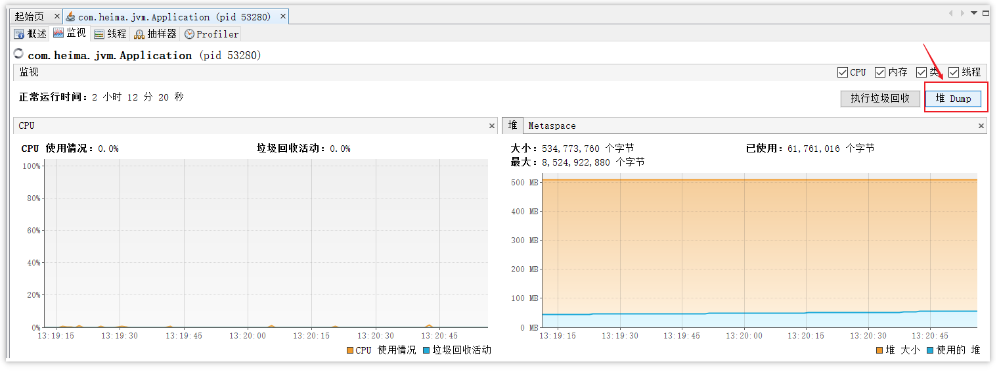 起始页 × com.heima.jvm.Application (pid 53280) ×
概述 监视 线程 抽样器 Profiler
com.heima.jvm.Application (pid 53280)
监视 CPU 内存 类 线程
正常运行时间：2 小时 12 分 20 秒 执行垃圾回收 堆 Dump
CPU ×
CPU 使用情况：0.0% 垃圾回收活动：0.0%
100%
80%
60%
40%
20%
0%
13:19:15 13:19:30 13:19:45 13:20:00 13:20:15 13:20:30 13:20:45
CPU 使用情况 垃圾回收活动
堆 Metaspace ×
大小：534,773,760 个字节 已使用：61,761,016 个字节
最大：8,524,922,880 个字节
500 MB
400 MB
300 MB
200 MB
100 MB
0 MB
13:19:15 13:19:30 13:19:45 13:20:00 13:20:15 13:20:30 13:20:45
堆 大小 使用的 堆